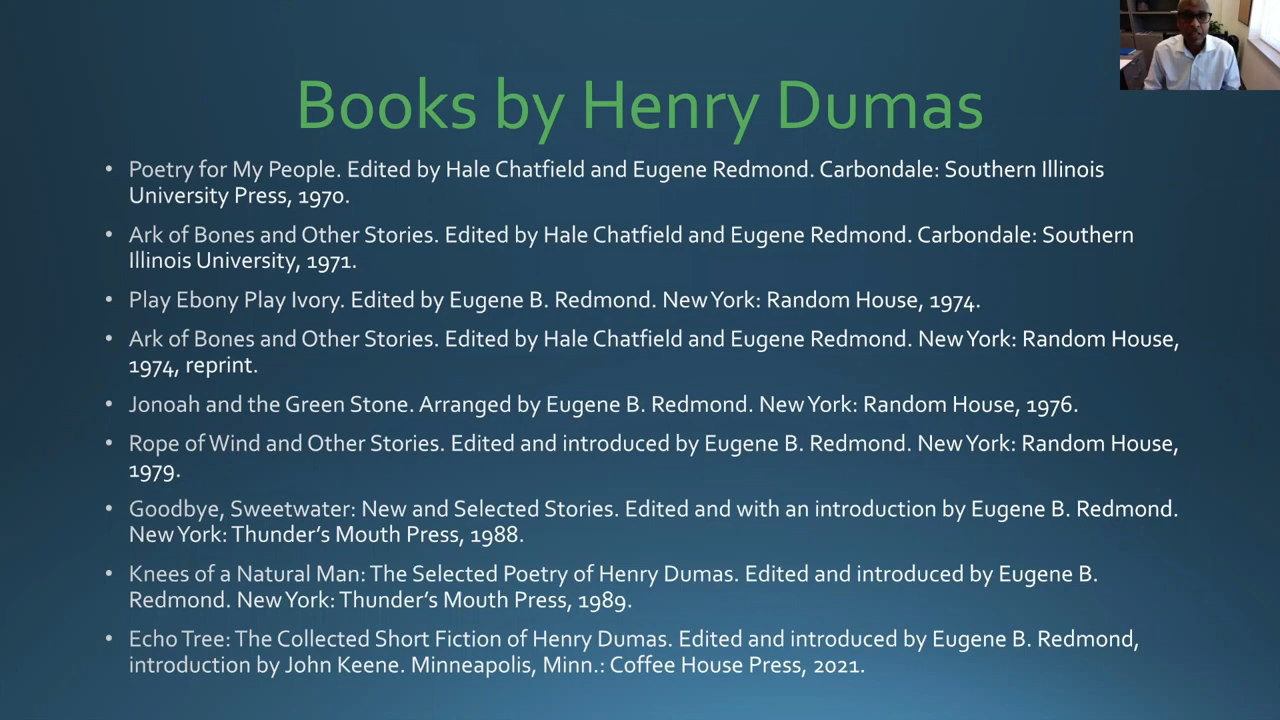 Books by Henry Dumas
• Poetry for My People. Edited by Hale Chatfield and Eugene Redmond. Carbondale: Southern Illinois
University Press, 1970.
• Ark of Bones and Other Stories. Edited by Hale Chatfield and Eugene Redmond. Carbondale: Southern
Illinois University, 1971.
• Play Ebony Play Ivory. Edited by Eugene B. Redmond. New York: Random House, 1974.
• Ark of Bones and Other Stories. Edited by Hale Chatfield and Eugene Redmond. New York: Random House,
1974, reprint.
• Jonoah and the Green Stone. Arranged by Eugene B. Redmond. New York: Random House, 1976.
• Rope of Wind and Other Stories. Edited and introduced by Eugene B. Redmond. New York: Random House,
1979.
• Goodbye, Sweetwater: New and Selected Stories. Edited and with an introduction by Eugene B. Redmond.
New York: Thunder’s Mouth Press, 1988.
• Knees of a Natural Man: The Selected Poetry of Henry Dumas. Edited and introduced by Eugene B.
Redmond. New York: Thunder’s Mouth Press, 1989.
• Echo Tree: The Collected Short Fiction of Henry Dumas. Edited and introduced by Eugene B. Redmond,
introduction by John Keene. Minneapolis, Minn.: Coffee House Press, 2021.